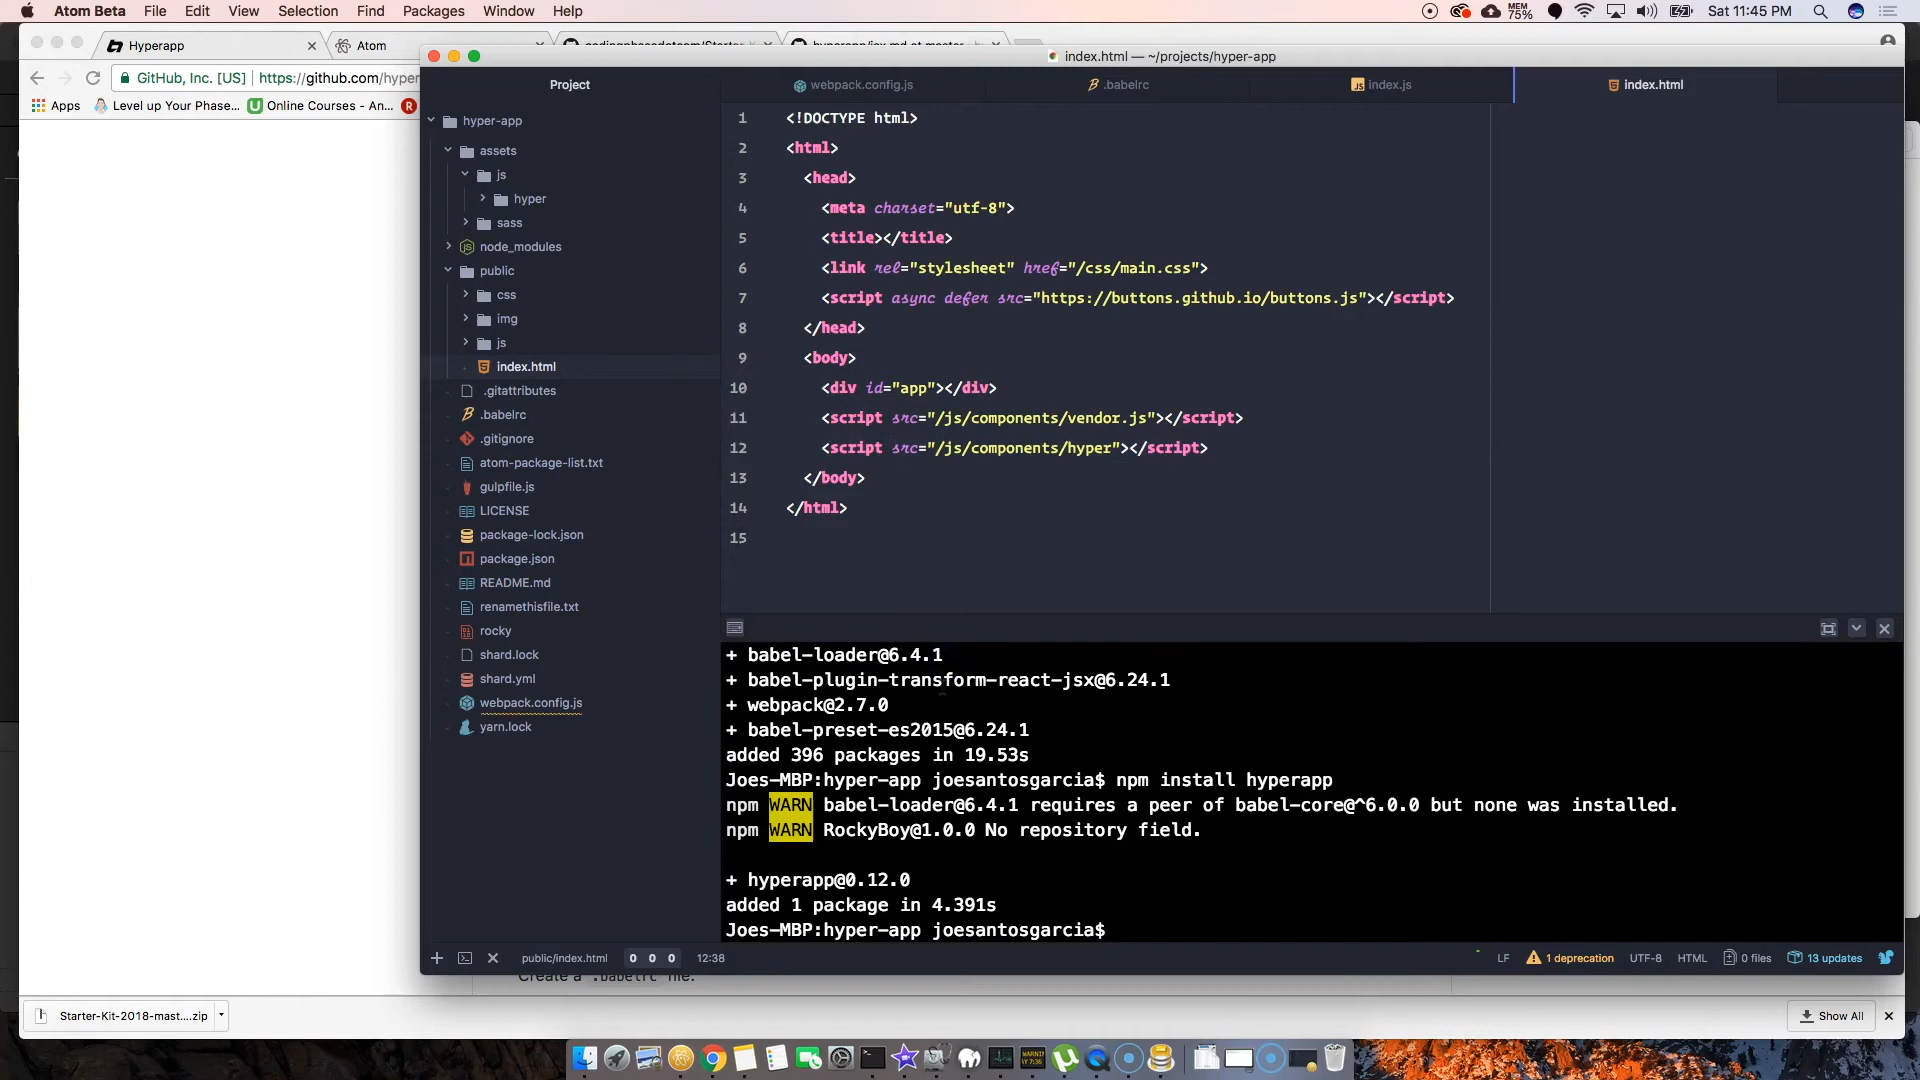 Atom Beta File Edit View Selection Find Packages Window Help
MEM 75% Sat 11:45 PM
Hyperapp
Atom
index.html — ~/projects/hyper-app
GitHub, Inc. [US] https://github.com/hyper
Apps Level up Your Phase... Online Courses - An...
Project
webpack.config.js
.babelrc
index.js
index.html
hyper-app
assets
js
hyper
sass
node_modules
public
css
img
js
index.html
.gitattributes
.babelrc
.gitignore
atom-package-list.txt
gulpfile.js
LICENSE
package-lock.json
package.json
README.md
renamethisfile.txt
rocky
shard.lock
shard.yml
webpack.config.js
yarn.lock
1 <!DOCTYPE html>
2 <html>
3 <head>
4 <meta charset="utf-8">
5 <title></title>
6 <link rel="stylesheet" href="/css/main.css">
7 <script async defer src="https://buttons.github.io/buttons.js"></script>
8 </head>
9 <body>
10 <div id="app"></div>
11 <script src="/js/components/vendor.js"></script>
12 <script src="/js/components/hyper"></script>
13 </body>
14 </html>
15
+ babel-loader@6.4.1
+ babel-plugin-transform-react-jsx@6.24.1
+ webpack@2.7.0
+ babel-preset-es2015@6.24.1
added 396 packages in 19.53s
Joes-MBP:hyper-app joesantosgarcia$ npm install hyperapp
npm WARN babel-loader@6.4.1 requires a peer of babel-core@^6.0.0 but none was installed.
npm WARN RockyBoy@1.0.0 No repository field.
+ hyperapp@0.12.0
added 1 package in 4.391s
Joes-MBP:hyper-app joesantosgarcia$
public/index.html 0 0 0 12:38
LF 1 deprecation UTF-8 HTML 0 files 13 updates
Create a .babelrc file.
Starter-Kit-2018-mast....zip
Show All